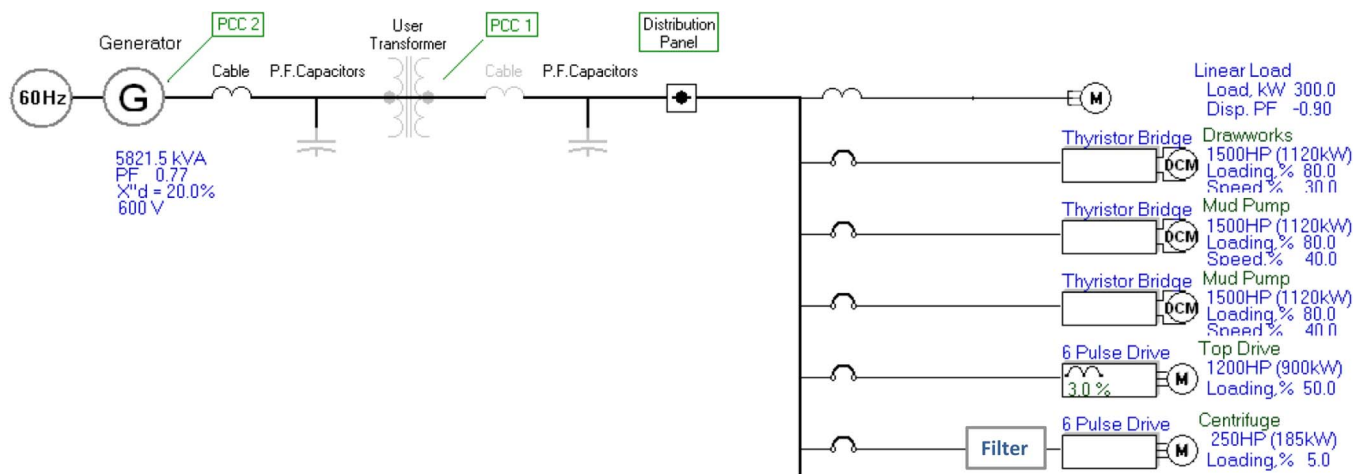 PCC 2
User
Transformer
PCC 1
Distribution
Panel
Generator
Cable
P.F.Capacitors
Cable
P.F.Capacitors
60Hz
G
5821.5 kVA
PF 0.77
X"d = 20.0%
600 V
Linear Load
Load, kW 300.0
Disp. PF -0.90
M
Thyristor Bridge
Drawworks
1500HP (1120kW)
Loading,% 80.0
Speed,% 30.0
DCM
Thyristor Bridge
Mud Pump
1500HP (1120kW)
Loading,% 80.0
Speed,% 40.0
DCM
Thyristor Bridge
Mud Pump
1500HP (1120kW)
Loading,% 80.0
Speed,% 40.0
DCM
6 Pulse Drive
Top Drive
1200HP (900kW)
Loading,% 50.0
3.0 %
M
6 Pulse Drive
Centrifuge
250HP (185kW)
Loading,% 5.0
Filter
M